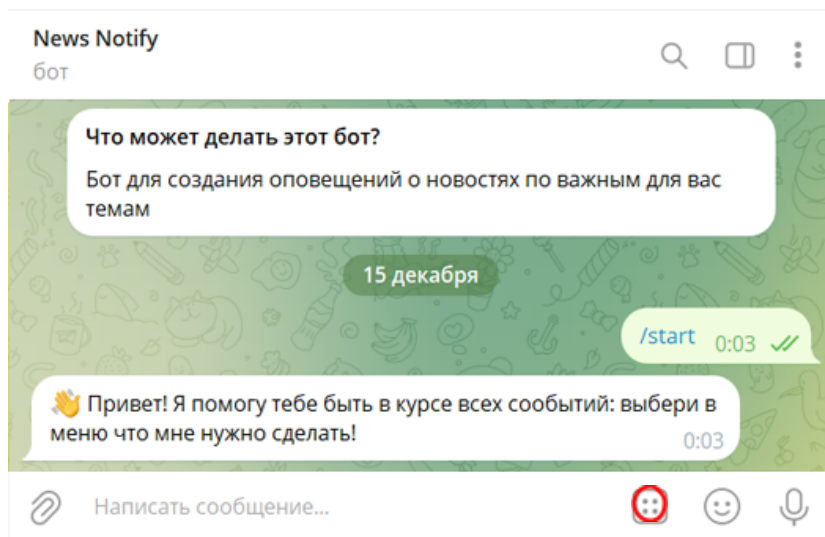 News Notify
бот
Что может делать этот бот?
Бот для создания оповещений о новостях по важным для вас
темам
15 декабря
/start 0:03
👋 Привет! Я помогу тебе быть в курсе всех сообытий: выбери в
меню что мне нужно сделать!
0:03
Написать сообщение...